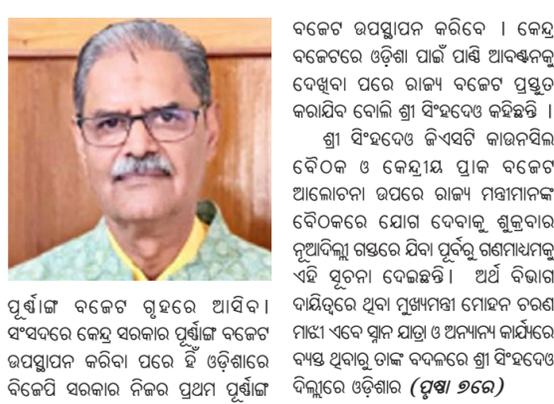 ପୂର୍ଣ୍ଣାଙ୍ଗ ବଜେଟ ଗୃହରେ ଆସିବ।
ସଂସଦରେ କେନ୍ଦ୍ର ସରକାର ପୂର୍ଣ୍ଣାଙ୍ଗ ବଜେଟ
ଉପସ୍ଥାପନ କରିବା ପରେ ହିଁ ଓଡ଼ିଶାରେ
ବିଜେପି ସରକାର ନିଜର ପ୍ରଥମ ପୂର୍ଣ୍ଣାଙ୍ଗ
ବଜେଟ ଉପସ୍ଥାପନ କରିବେ । କେନ୍ଦ୍ର
ବଜେଟରେ ଓଡ଼ିଶା ପାଇଁ ପାଣ୍ଠି ଆବଣ୍ଟନକୁ
ଦେଖିବା ପରେ ରାଜ୍ୟ ବଜେଟ ପ୍ରସ୍ତୁତ
କରାଯିବ ବୋଲି ଶ୍ରୀ ସିଂହଦେଓ କହିଛନ୍ତି ।
ଶ୍ରୀ ସିଂହଦେଓ ଜିଏସଟି କାଉନସିଲ
ବୈଠକ ଓ କେନ୍ଦ୍ରୀୟ ପ୍ରାକ ବଜେଟ
ଆଲୋଚନା ଉପରେ ରାଜ୍ୟ ମନ୍ତ୍ରୀମାନଙ୍କ
ବୈଠକରେ ଯୋଗ ଦେବାକୁ ଶୁକ୍ରବାର
ନୂଆଦିଲ୍ଲୀ ଗସ୍ତରେ ଯିବା ପୂର୍ବରୁ ଗଣମାଧ୍ୟମକୁ
ଏହି ସୂଚନା ଦେଇଛନ୍ତି। ଅର୍ଥ ବିଭାଗ
ଦାୟିତ୍ୱରେ ଥିବା ମୁଖ୍ୟମନ୍ତ୍ରୀ ମୋହନ ଚରଣ
ମାଝୀ ଏବେ ସ୍ନାନ ଯାତ୍ରା ଓ ଅନ୍ୟାନ୍ୟ କାର୍ଯ୍ୟରେ
ବ୍ୟସ୍ତ ଥିବାରୁ ତାଙ୍କ ବଦଳରେ ଶ୍ରୀ ସିଂହଦେଓ
ଦିଲ୍ଲୀରେ ଓଡ଼ିଶାର (ପୃଷ୍ଠା ୭ରେ)